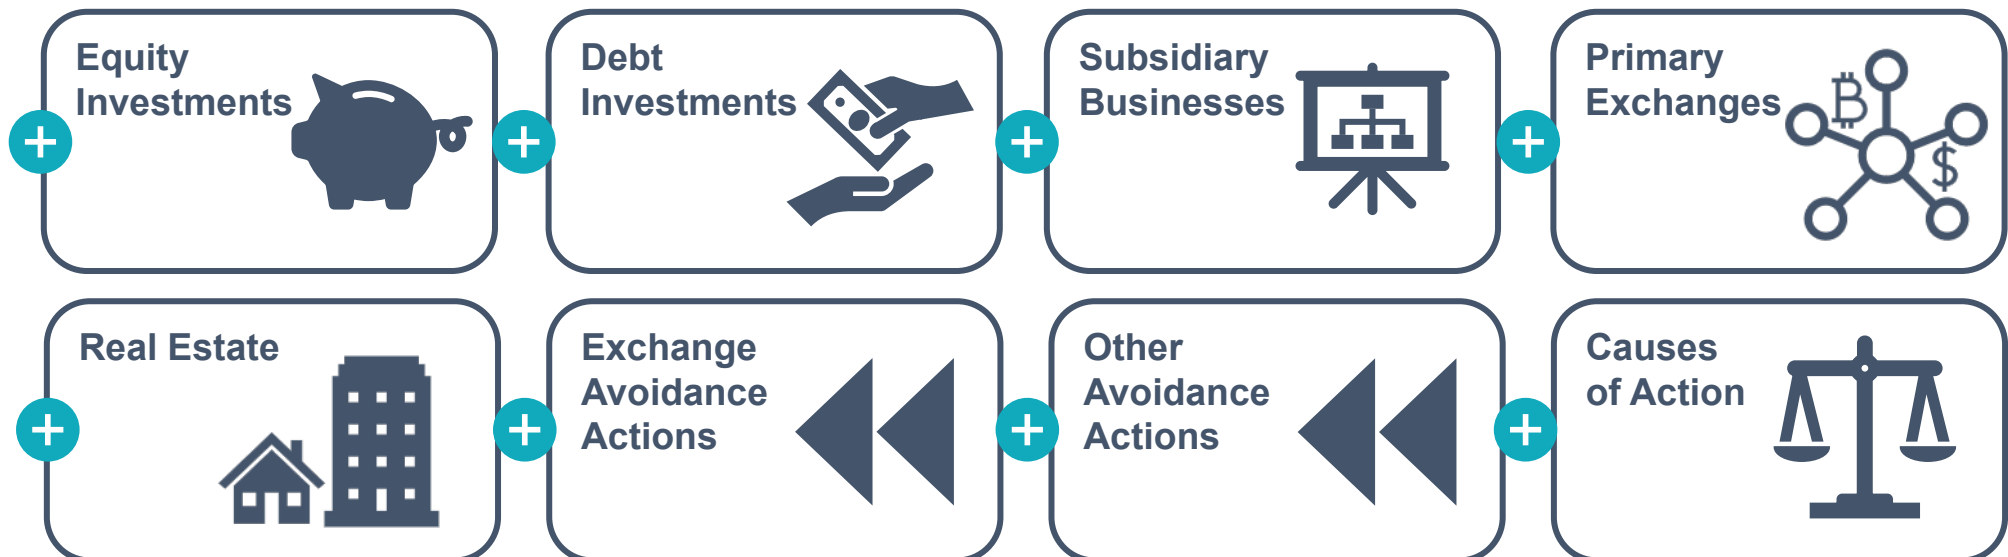 Equity
Investments
Debt
Investments
Subsidiary
Businesses
Primary
Exchanges
Real Estate
Exchange
Avoidance
Actions
Other
Avoidance
Actions
Causes
of Action